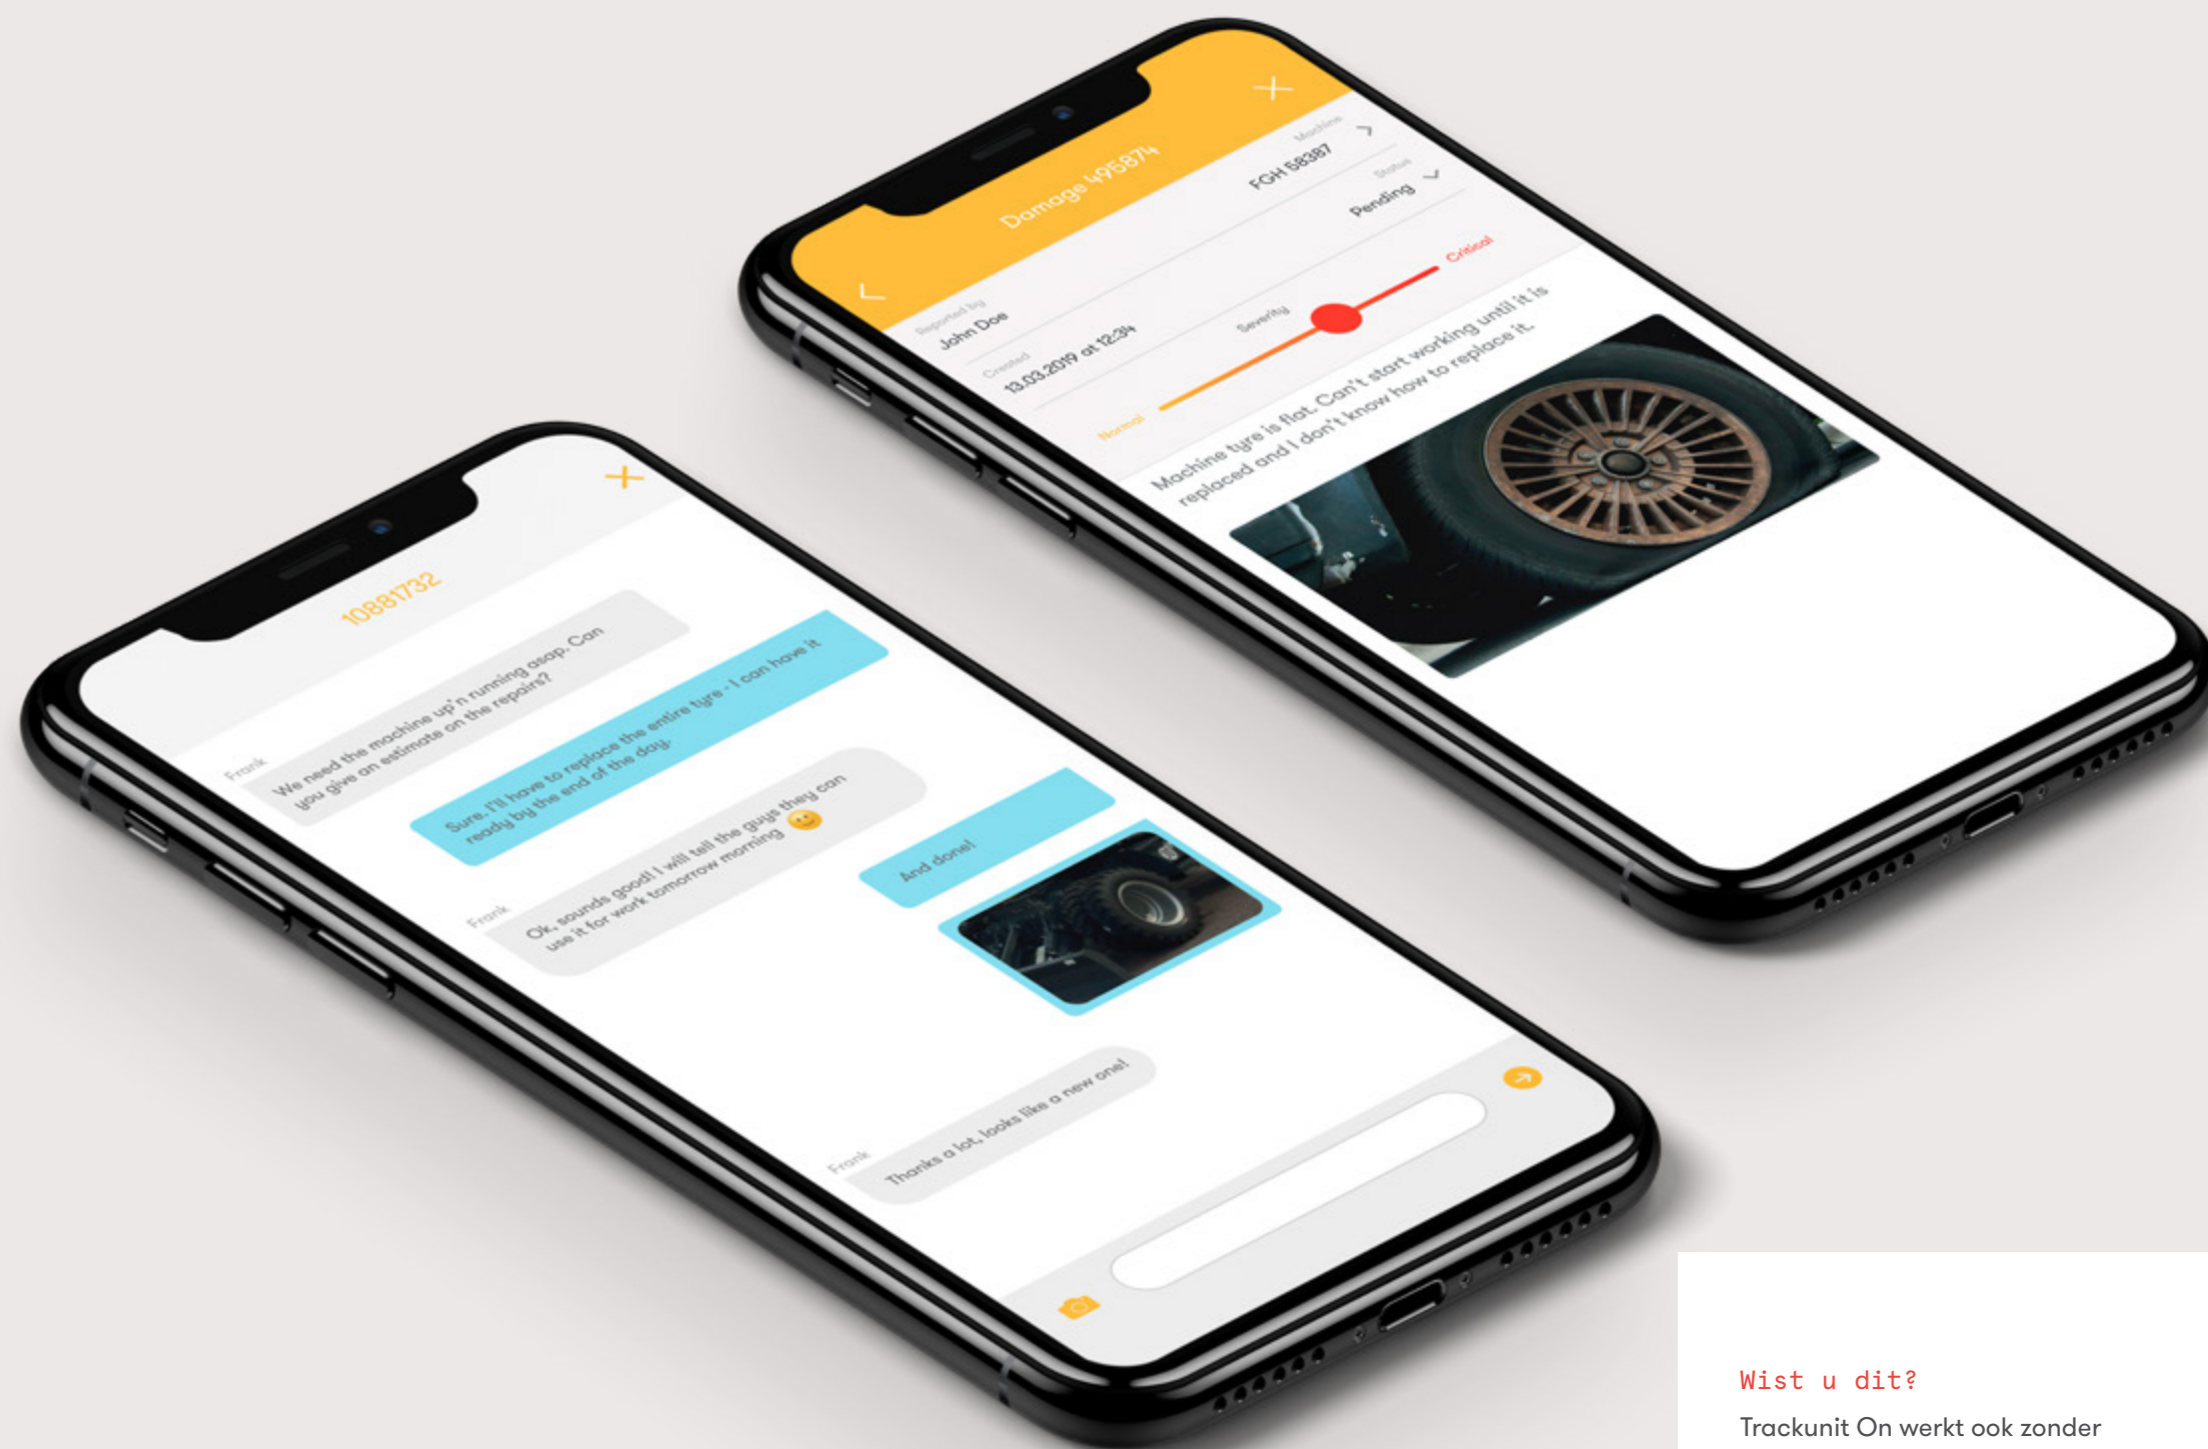 Damage 495874
Reported by
John Doe
Machine
FGH 58387
Created
13.03.2019 at 12:34
Status
Pending
Severity
Normal
Critical
Machine tyre is flat. Can't start working until it is
replaced and I don't know how to replace it.
10881732
Frank
We need the machine up'n running asap. Can
you give an estimate on the repairs?
Sure, I'll have to replace the entire tyre - I can have it
ready by the end of the day.
Frank
Ok, sounds good! I will tell the guys they can
use it for work tomorrow morning 🙂
And done!
Frank
Thanks a lot, looks like a new one!
Wist u dit?
Trackunit On werkt ook zonder